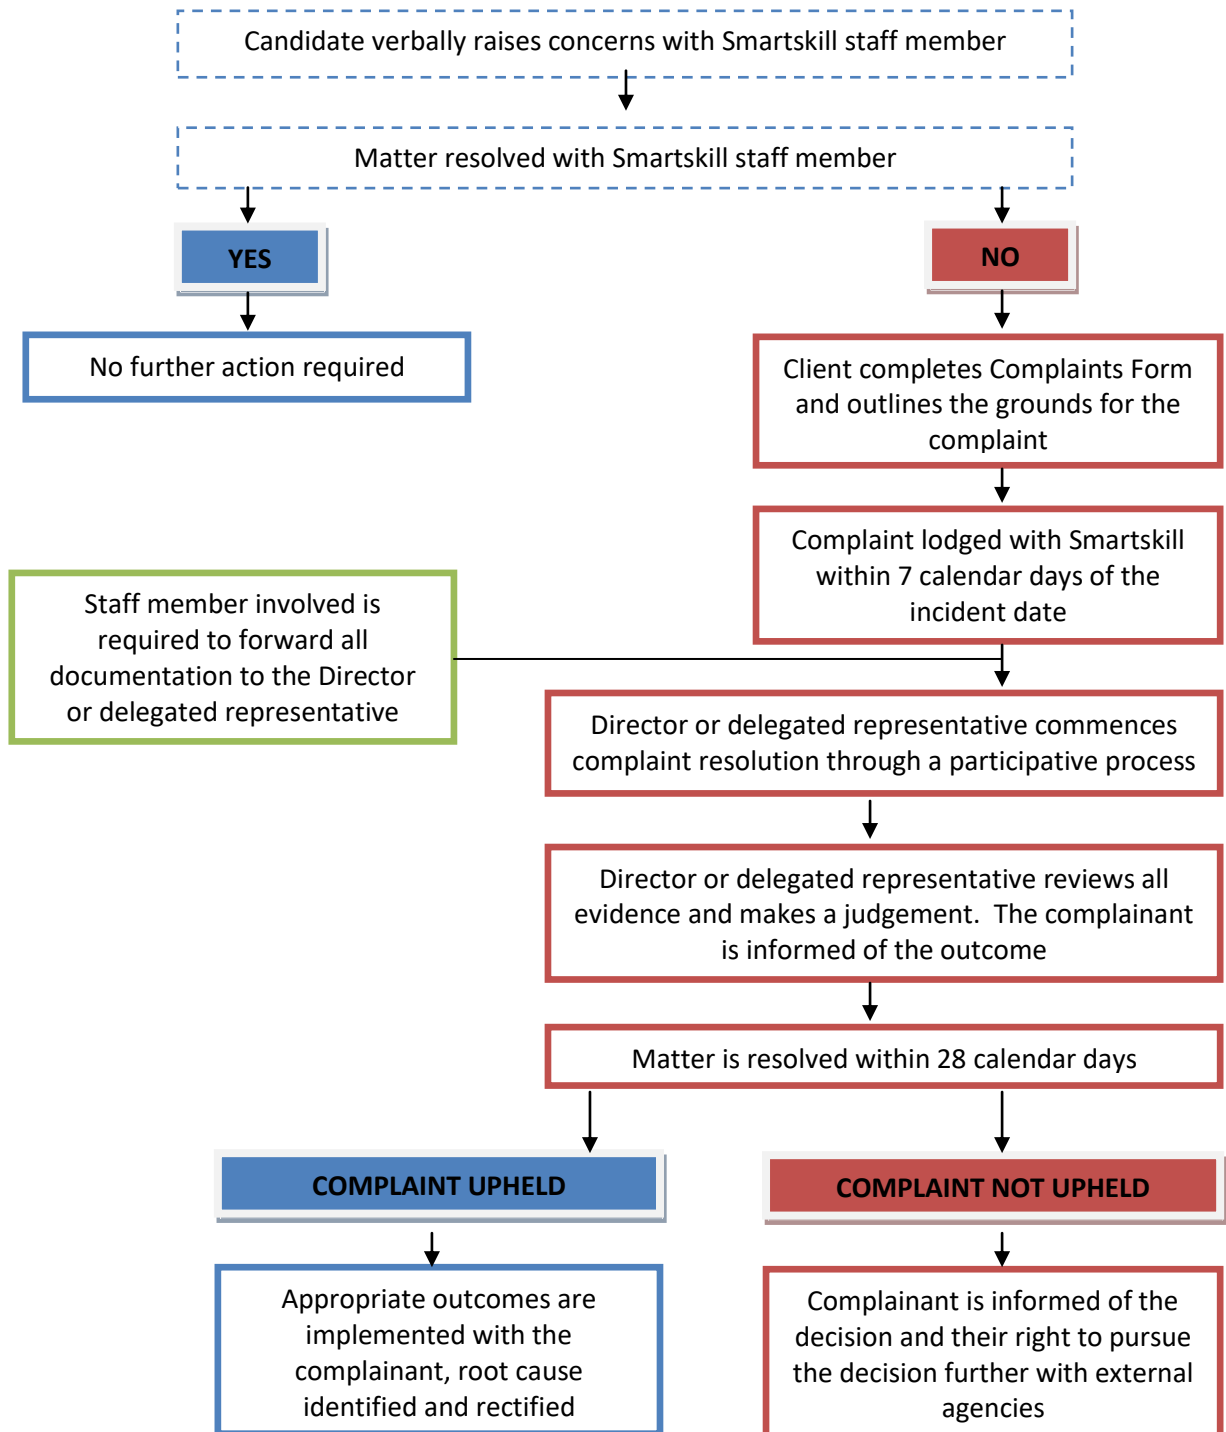 Candidate verbally raises concerns with Smartskill staff member
Matter resolved with Smartskill staff member
YES
NO
No further action required
Client completes Complaints Form
and outlines the grounds for the
complaint
Complaint lodged with Smartskill
within 7 calendar days of the
incident date
Staff member involved is
required to forward all
documentation to the Director
or delegated representative
Director or delegated representative commences
complaint resolution through a participative process
Director or delegated representative reviews all
evidence and makes a judgement.  The complainant
is informed of the outcome
Matter is resolved within 28 calendar days
COMPLAINT UPHELD
COMPLAINT NOT UPHELD
Appropriate outcomes are
implemented with the
complainant, root cause
identified and rectified
Complainant is informed of the
decision and their right to pursue
the decision further with external
agencies